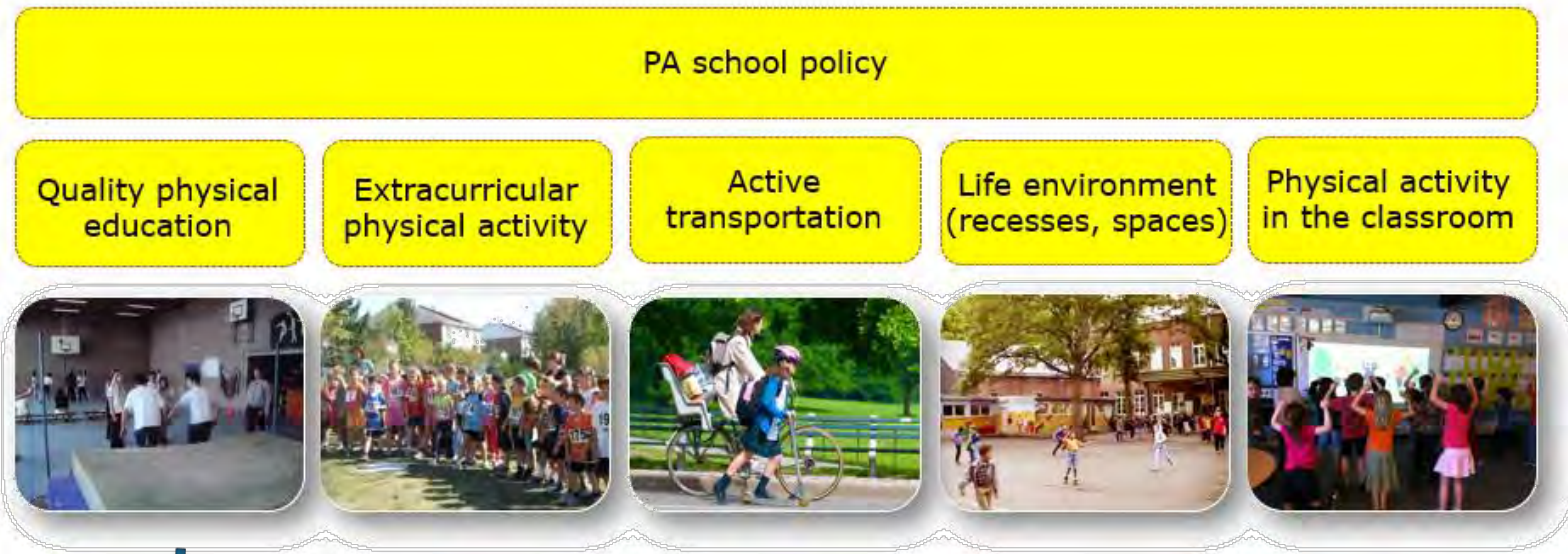 PA school policy
Quality physical
education
Extracurricular
physical activity
Active
transportation
Life environment
(recesses, spaces)
Physical activity
in the classroom
19